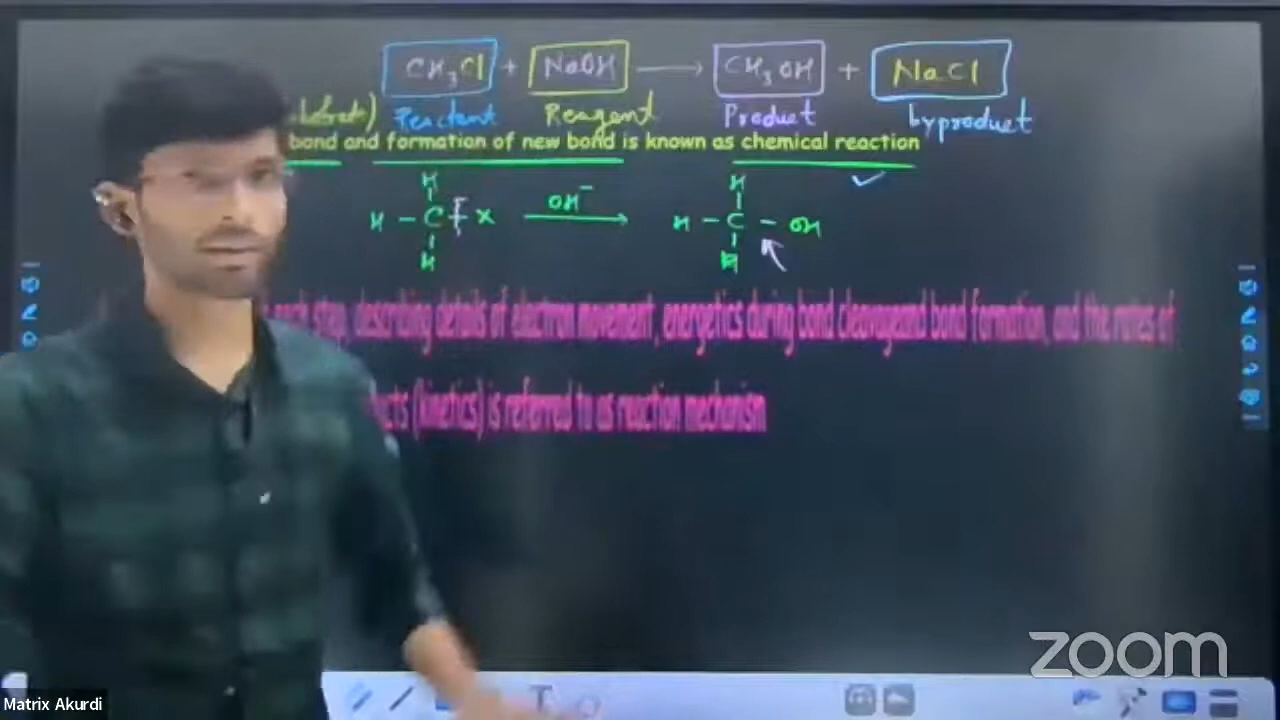 CH₃Cl + NaOH ⟶ CH₃OH + NaCl
Reactant Reagent Product byproduct
bond and formation of new bond is known as chemical reaction
H H
H – C – X OH⁻ ⟶ H – C – OH
H H
each step, describing details of electron movement, energetics during bond cleavage and bond formation, and the rates of
(kinetics) is referred to as reaction mechanism
zoom
Matrix Akurdi